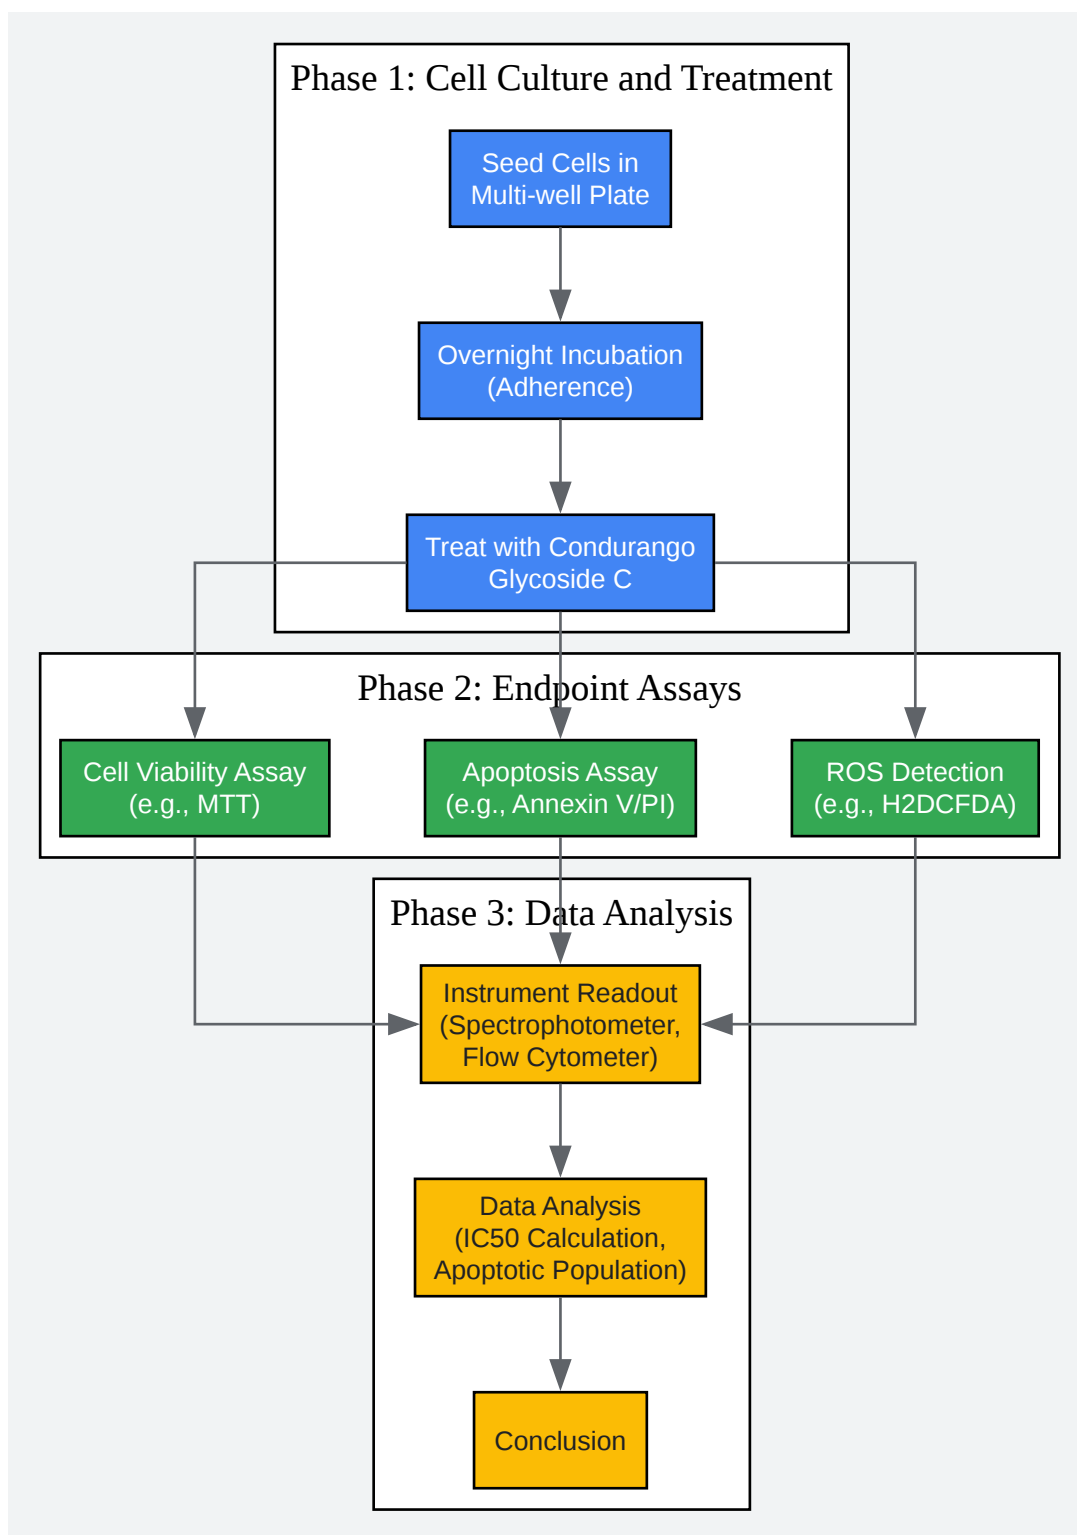 Phase 1: Cell Culture and Treatment
Seed Cells in
Multi-well Plate
Overnight Incubation
(Adherence)
Treat with Condurango
Glycoside C
Phase 2: Endpoint Assays
Cell Viability Assay
(e.g., MTT)
Apoptosis Assay
(e.g., Annexin V/PI)
ROS Detection
(e.g., H2DCFDA)
Phase 3: Data Analysis
Instrument Readout
(Spectrophotometer,
Flow Cytometer)
Data Analysis
(IC50 Calculation,
Apoptotic Population)
Conclusion